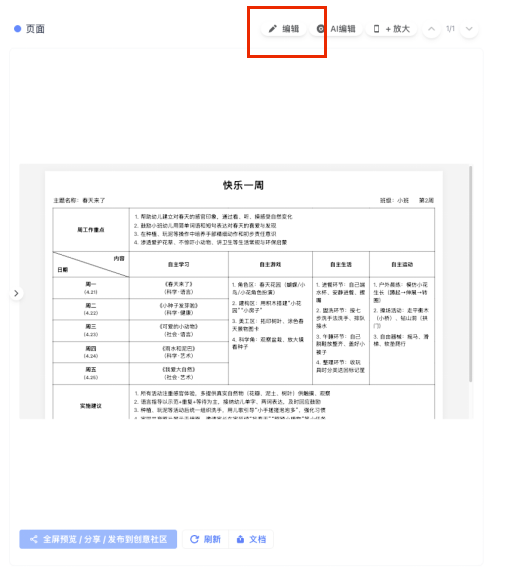 页面
编辑
AI编辑
+ 放大
1/1
快乐一周
主题名称：春天来了
班级：小班 第2周
周工作重点
1. 帮助幼儿建立对春天的感官印象，通过看、听、摸感受自然变化
2. 鼓励小班幼儿用简单词语和短句表达对春天的喜爱与发现
3. 在种植、玩泥等操作中培养手部精细动作和初步责任意识
4. 渗透爱护花草、不惊吓小动物、讲卫生等生活常规与环保启蒙
内容
日期
自主学习
自主游戏
自主生活
自主运动
周一
（4.21）
《春天来了》
（科学·语言）
周二
（4.22）
《小种子发芽啦》
（科学·健康）
周三
（4.23）
《可爱的小动物》
（社会·语言）
周四
（4.24）
《雨水和泥巴》
（科学·艺术）
周五
（4.25）
《我爱大自然》
（社会·艺术）
1. 角色区：春天花园（蝴蝶/小
鸟/小花角色扮演）
2. 建构区：用积木搭建“小花
园”“小房子”
3. 美工区：拓印树叶、涂色春
天景物图卡
4. 科学角：观察盆栽、放大镜
看种子
1. 进餐环节：自己端
水杯、安静进餐、擦
嘴
2. 盥洗环节：按七
步洗手法洗手、排队
接水
3. 午睡环节：自己
脱鞋放整齐、盖好小
被子
4. 整理环节：收玩
具时分类送回标记筐
1. 户外晨练：模仿小花
生长（蹲起→伸展→转
圈）
2. 操场活动：走平衡木
（小桥）、钻山洞（拱
门）
3. 自由器械：拖马、滑
梯、软垫爬行
实施建议
1. 所有活动注重感官体验，多提供真实自然物（花瓣、泥土、树叶）供触摸、观察
2. 语言指导以示范+重复+等待为主，接纳幼儿单字、两词表达，及时回应鼓励
3. 种植、玩泥等活动后统一组织洗手，用儿歌引导“小手搓搓泡泡多”，强化习惯
全屏预览 / 分享 / 发布到创意社区
刷新
文档